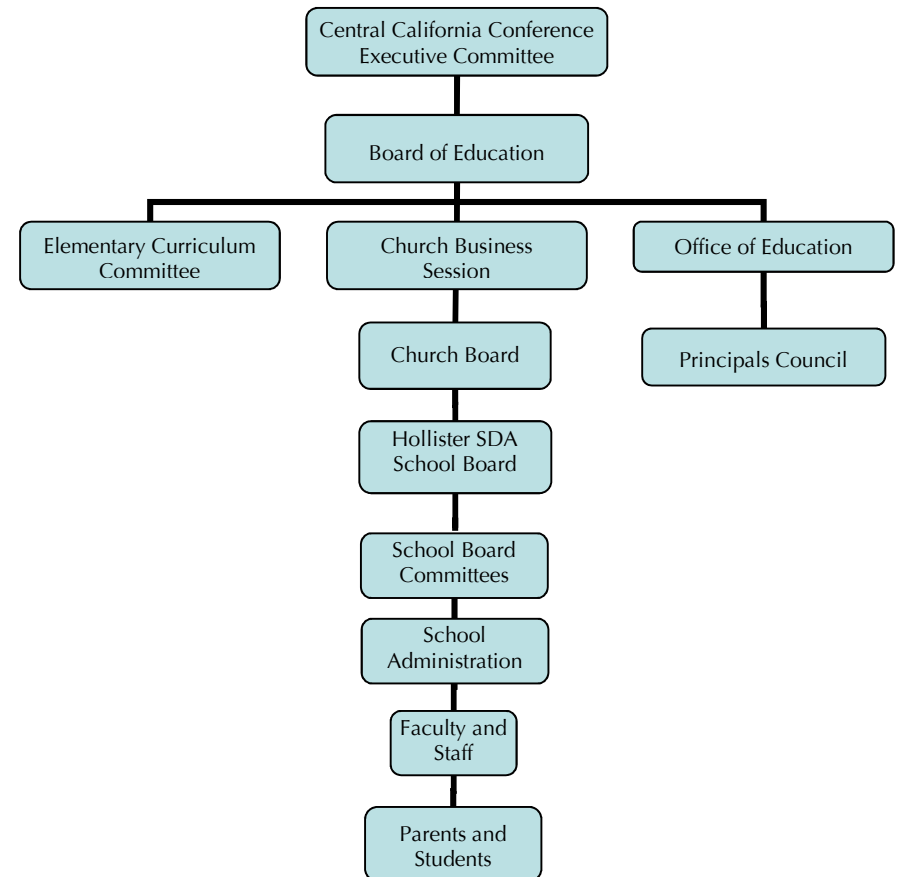 Central California Conference
Executive Committee
Board of Education
Elementary Curriculum
Committee
Church Business
Session
Office of Education
Church Board
Principals Council
Hollister SDA
School Board
School Board
Committees
School
Administration
Faculty and
Staff
Parents and
Students